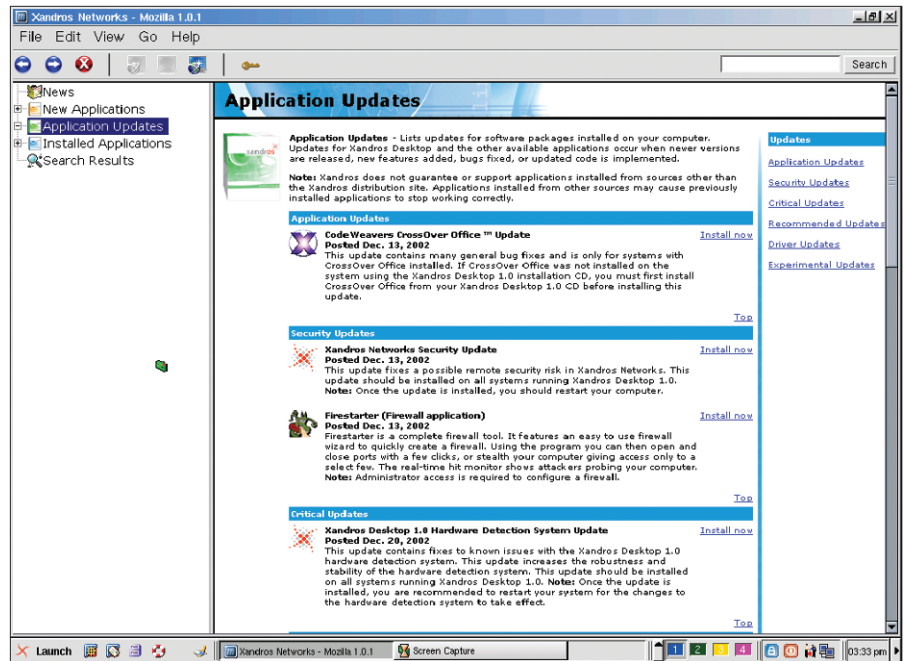 Xandros Networks - Mozilla 1.0.1
File Edit View Go Help
Search
News
New Applications
Application Updates
Installed Applications
Search Results
Application Updates
xandros
Application Updates - Lists updates for software packages installed on your computer.
Updates for Xandros Desktop and the other available applications occur when newer versions
are released, new features added, bugs fixed, or updated code is implemented.
Note: Xandros does not guarantee or support applications installed from sources other than
the Xandros distribution site. Applications installed from other sources may cause previously
installed applications to stop working correctly.
Application Updates
CodeWeavers CrossOver Office ™ Update
Install now
Posted Dec. 13, 2002
This update contains many general bug fixes and is only for systems with
CrossOver Office installed. If CrossOver Office was not installed on the
system using the Xandros Desktop 1.0 installation CD, you must first install
CrossOver Office from your Xandros Desktop 1.0 CD before installing this
update.
Top
Security Updates
Xandros Networks Security Update
Install now
Posted Dec. 13, 2002
This update fixes a possible remote security risk in Xandros Networks. This
update should be installed on all systems running Xandros Desktop 1.0.
Note: Once the update is installed, you should restart your computer.
Firestarter (Firewall application)
Install now
Posted Dec. 13, 2002
Firestarter is a complete firewall tool. It features an easy to use firewall
wizard to quickly create a firewall. Using the program you can then open and
close ports with a few clicks, or stealth your computer giving access only to a
select few. The real-time hit monitor shows attackers probing your computer.
Note: Administrator access is required to configure a firewall.
Top
Critical Updates
Xandros Desktop 1.0 Hardware Detection System Update
Install now
Posted Dec. 20, 2002
This update contains fixes to known issues with the Xandros Desktop 1.0
hardware detection system. This update increases the robustness and
stability of the hardware detection system. This update should be installed
on all systems running Xandros Desktop 1.0. Note: Once the update is
installed, you are recommended to restart your system for the changes to
the hardware detection system to take effect.
Top
Updates
Application Updates
Security Updates
Critical Updates
Recommended Updates
Driver Updates
Experimental Updates
Launch
Xandros Networks - Mozilla 1.0.1
Screen Capture
1 2 3 4
03:33 pm